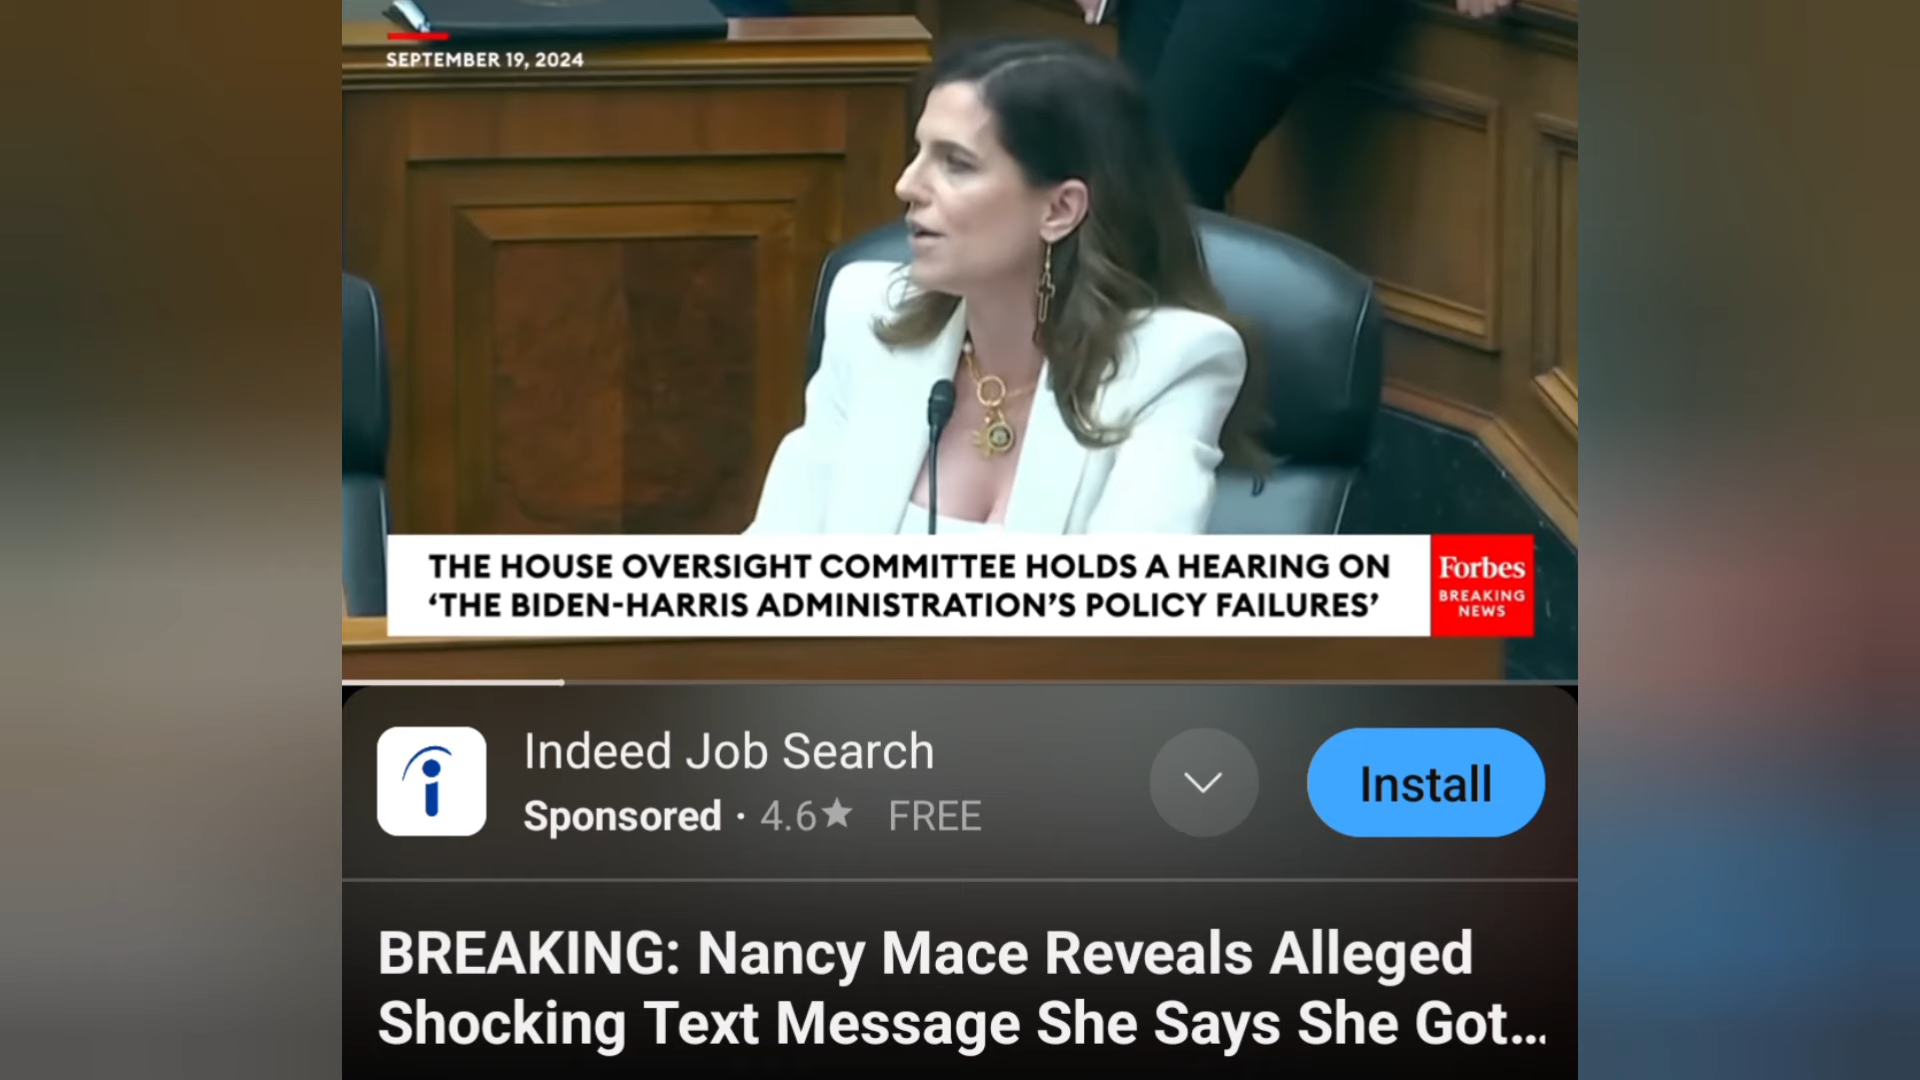 SEPTEMBER 19, 2024
THE HOUSE OVERSIGHT COMMITTEE HOLDS A HEARING ON
‘THE BIDEN-HARRIS ADMINISTRATION’S POLICY FAILURES’
Forbes
BREAKING
NEWS
Indeed Job Search
Sponsored · 4.6★ FREE
Install
BREAKING: Nancy Mace Reveals Alleged
Shocking Text Message She Says She Got...